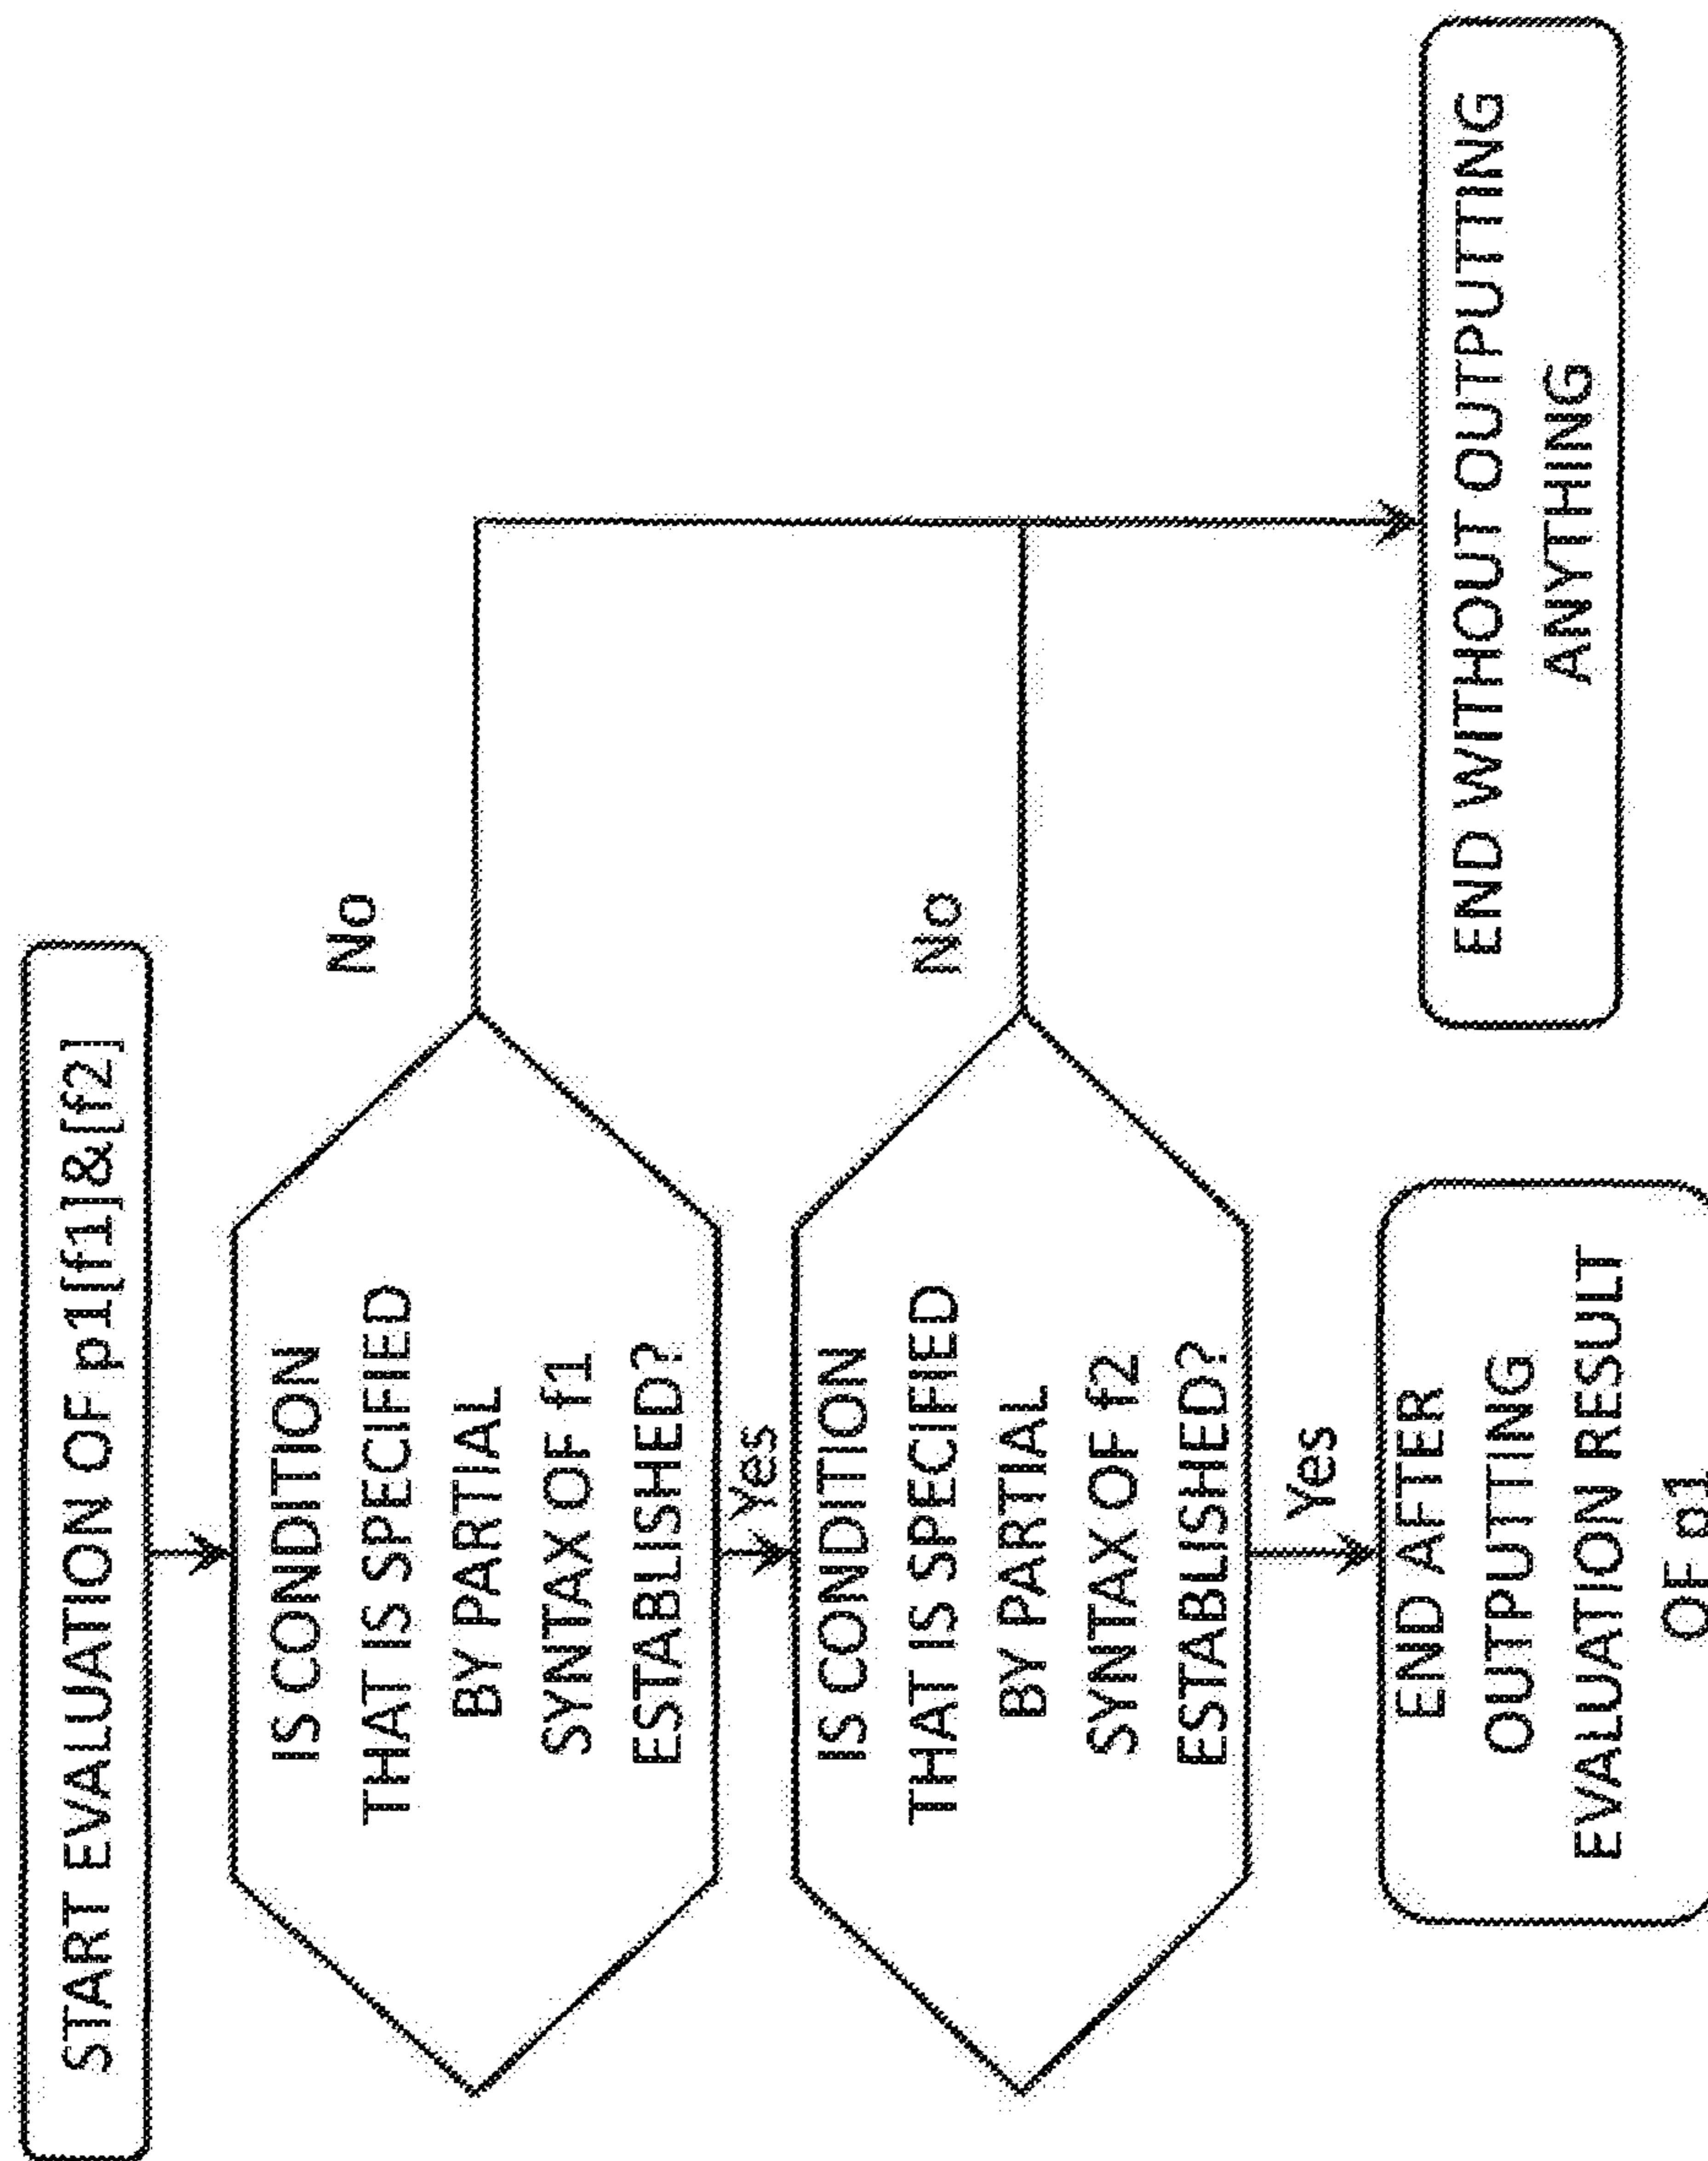 START EVALUATION OF p1[f1]&[f2]
IS CONDITION
THAT IS SPECIFIED
BY PARTIAL
SYNTAX OF f1
ESTABLISHED?
No
Yes
IS CONDITION
THAT IS SPECIFIED
BY PARTIAL
SYNTAX OF f2
ESTABLISHED?
No
Yes
END AFTER
OUTPUTTING
EVALUATION RESULT
OF
END WITHOUT OUTPUTTING
ANYTHING